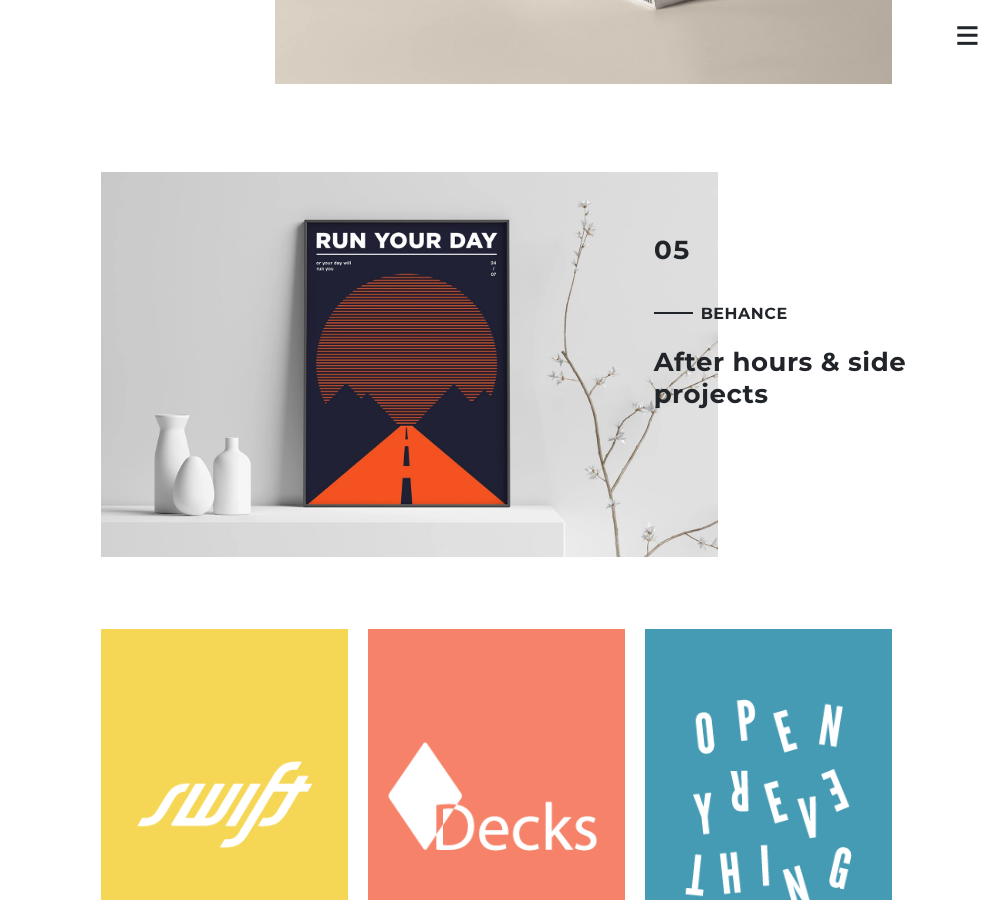 RUN YOUR DAY
or your day will
run you
24
/
07
05
BEHANCE
After hours & side
projects
swift
Decks
OPEN
YREVE
THING